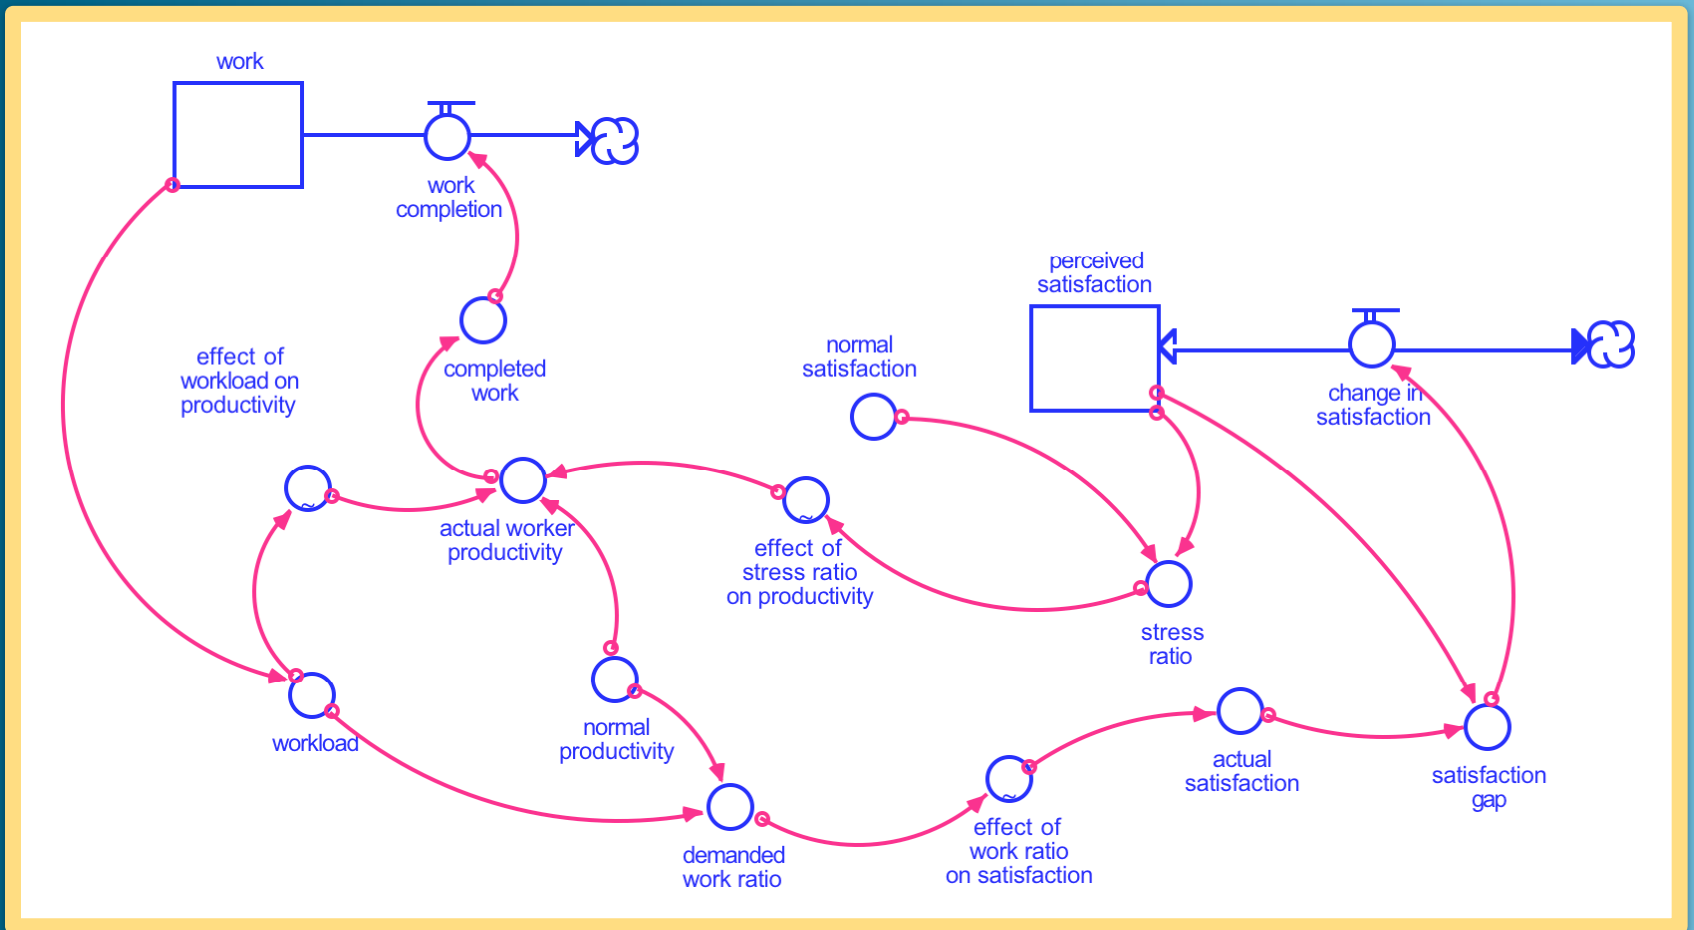 work
work
completion
perceived
satisfaction
normal
satisfaction
effect of
workload on
productivity
completed
work
change in
satisfaction
actual worker
productivity
effect of
stress ratio
on productivity
stress
ratio
workload
normal
productivity
actual
satisfaction
satisfaction
gap
demanded
work ratio
effect of
work ratio
on satisfaction
~
~
~